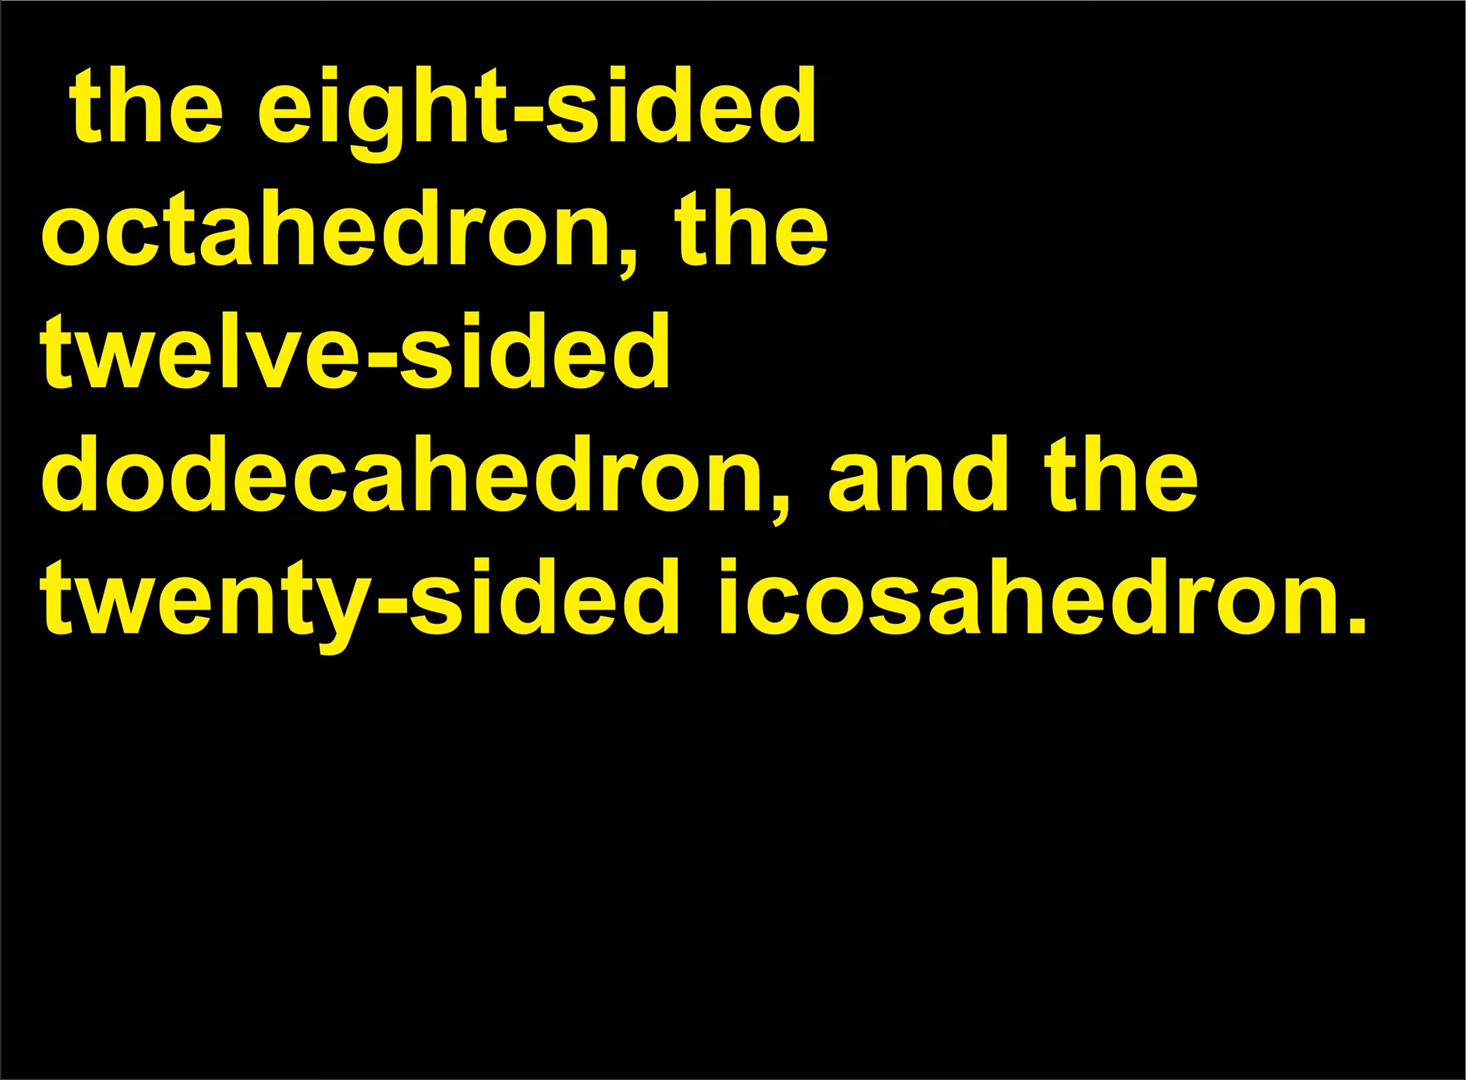 the eight-sided
octahedron, the
twelve-sided
dodecahedron, and the
twenty-sided icosahedron.